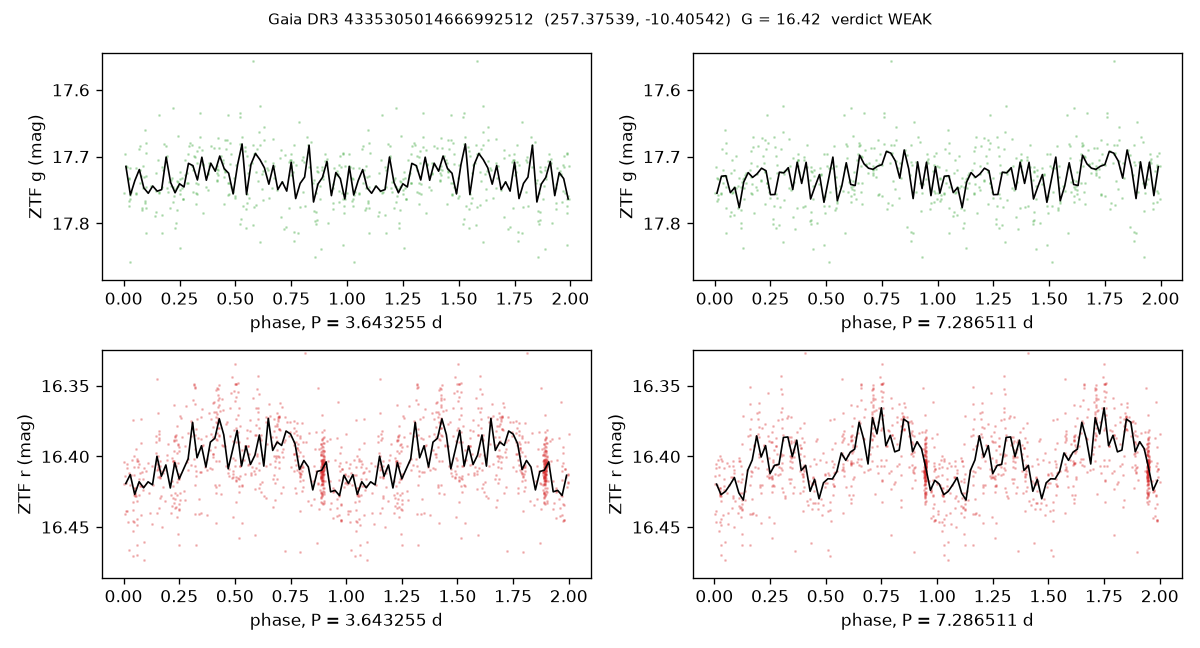 Gaia DR3 4335305014666992512  (257.37539, -10.40542)  G = 16.42  verdict WEAK
ZTF g (mag)
17.6
17.7
17.8
0.00 0.25 0.50 0.75 1.00 1.25 1.50 1.75 2.00
phase, P = 3.643255 d
ZTF g (mag)
17.6
17.7
17.8
0.00 0.25 0.50 0.75 1.00 1.25 1.50 1.75 2.00
phase, P = 7.286511 d
ZTF r (mag)
16.35
16.40
16.45
0.00 0.25 0.50 0.75 1.00 1.25 1.50 1.75 2.00
phase, P = 3.643255 d
ZTF r (mag)
16.35
16.40
16.45
0.00 0.25 0.50 0.75 1.00 1.25 1.50 1.75 2.00
phase, P = 7.286511 d